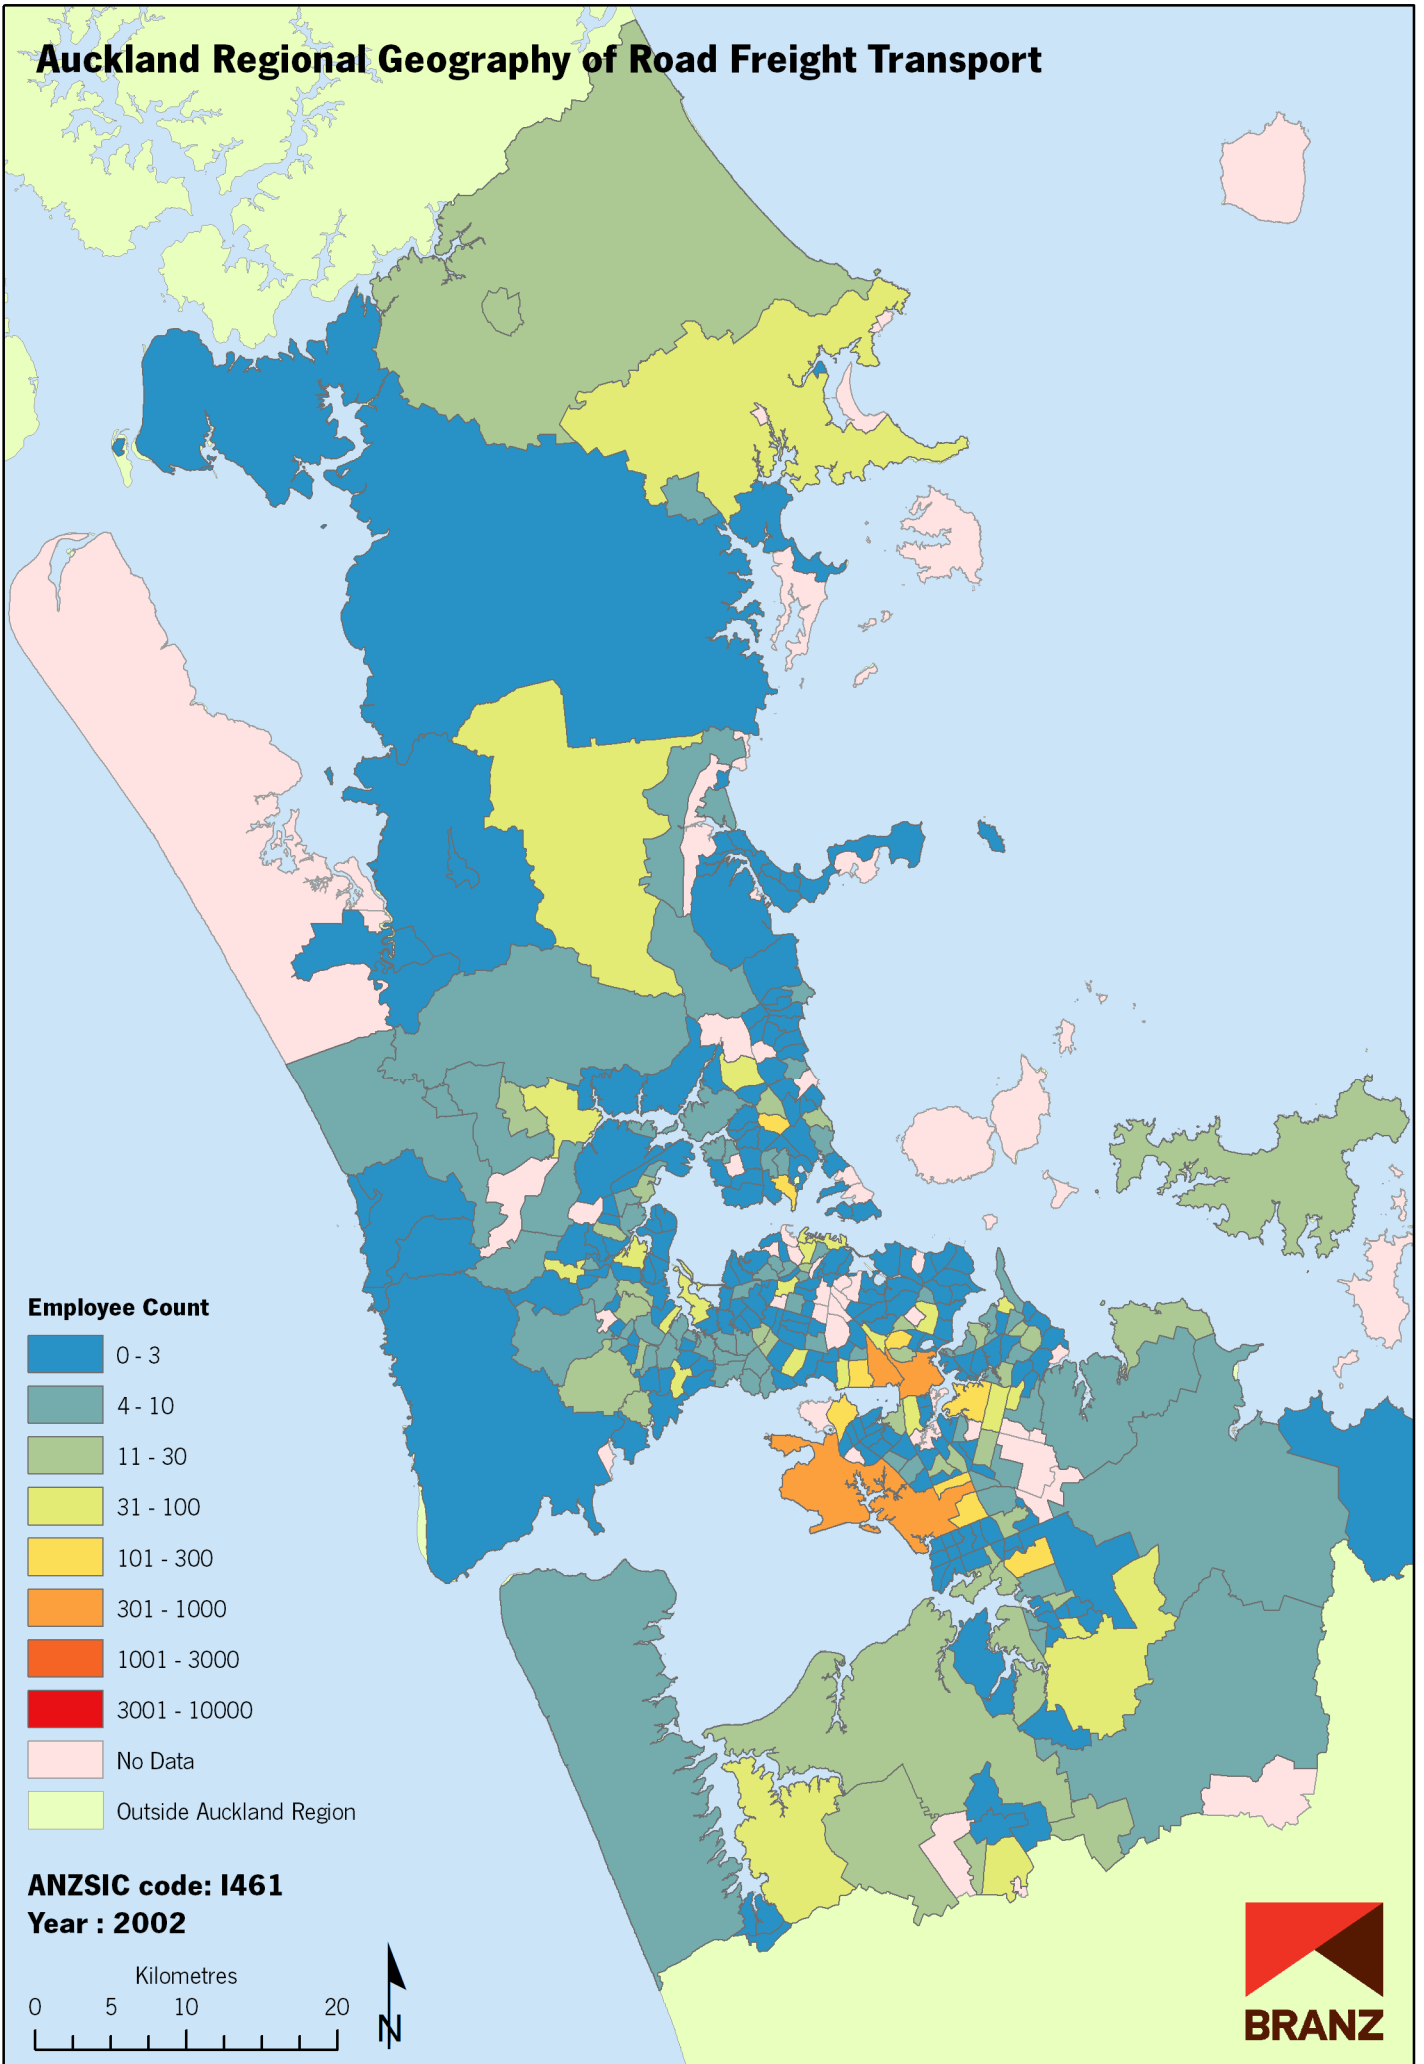 Auckland Regional Geography of Road Freight Transport
Employee Count
0 - 3
4 - 10
11 - 30
31 - 100
101 - 300
301 - 1000
1001 - 3000
3001 - 10000
No Data
Outside Auckland Region
ANZSIC code: I461
Year : 2002
Kilometres
0 5 10 20
N
BRANZ